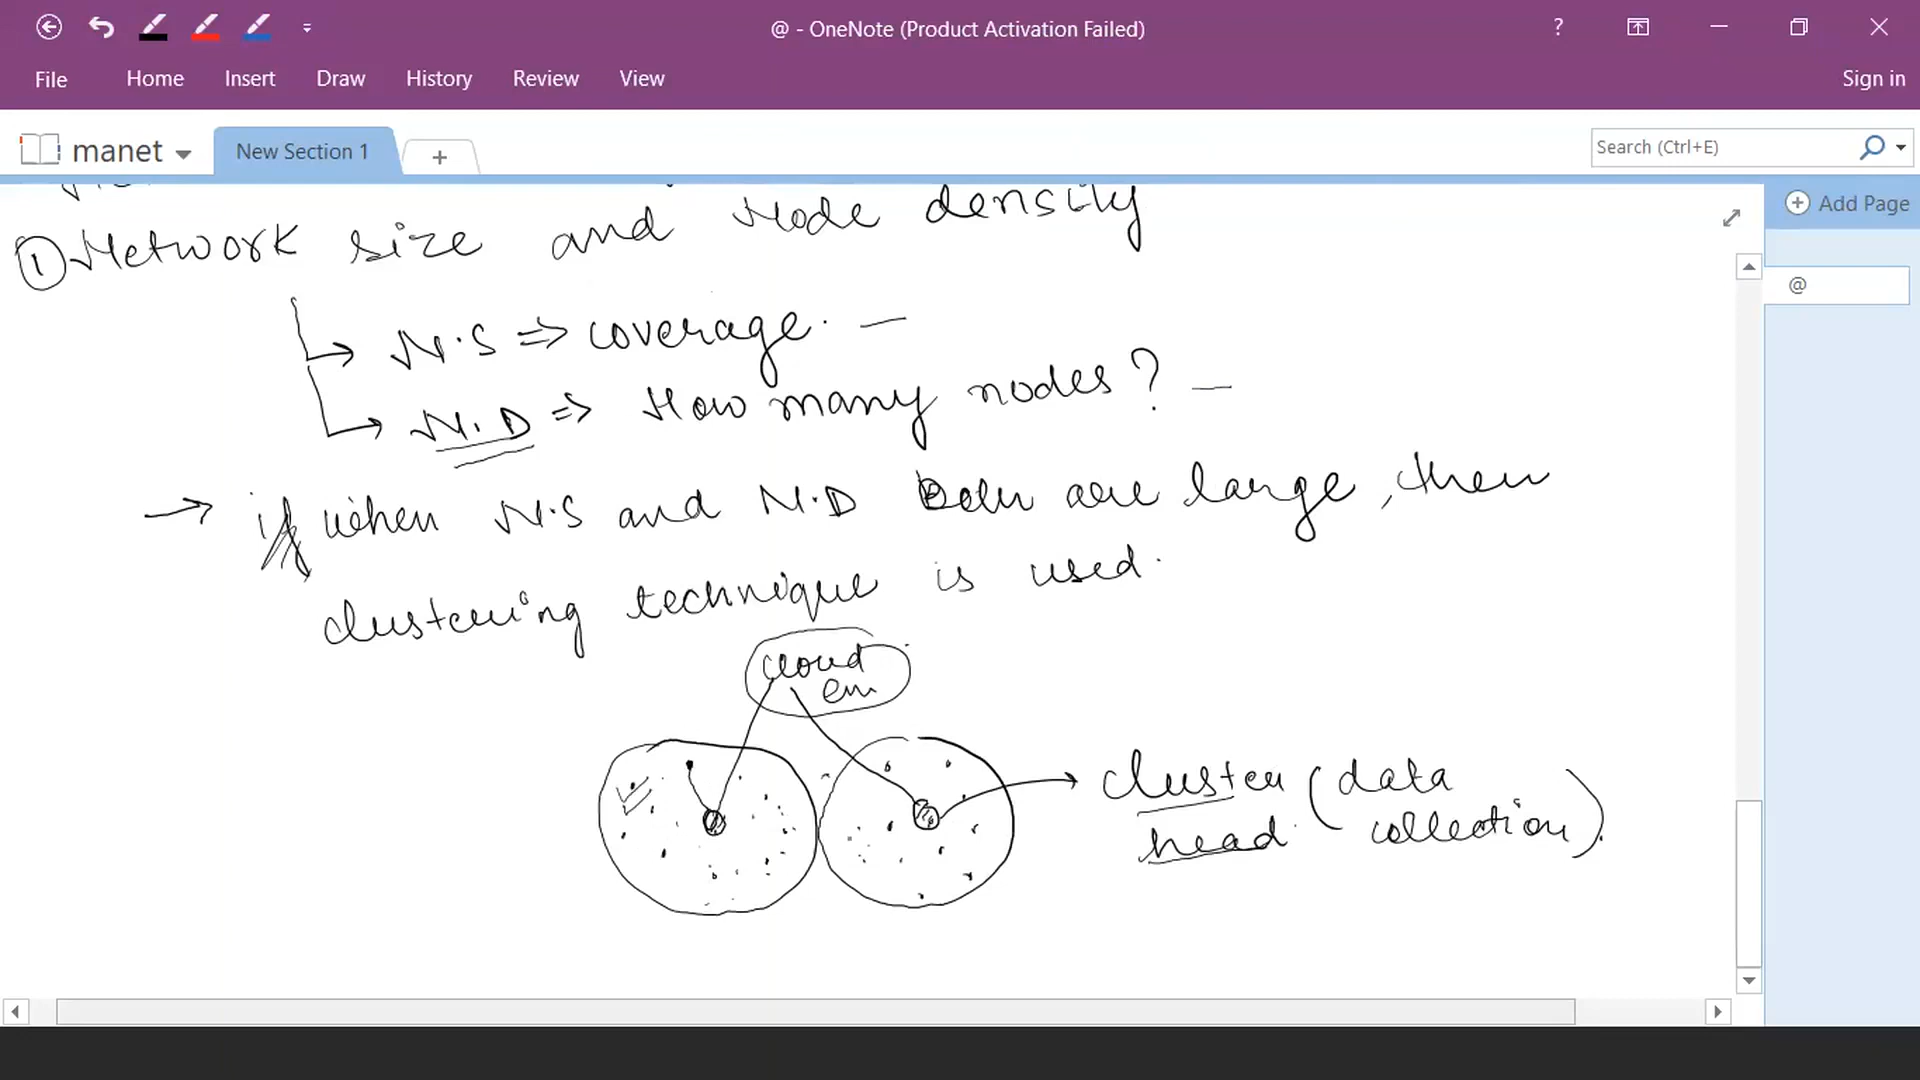 @ - OneNote (Product Activation Failed)
?
File Home Insert Draw History Review View
Sign in
manet
New Section 1
+
Search (Ctrl+E)
Add Page
@
① Network size and Node density
→ N.S ⇒ coverage. —
→ N.D ⇒ How many nodes? —
→ when N.S and N.D Both are large, then
clustering technique is used.
cloud
cluster (data
head. collection).